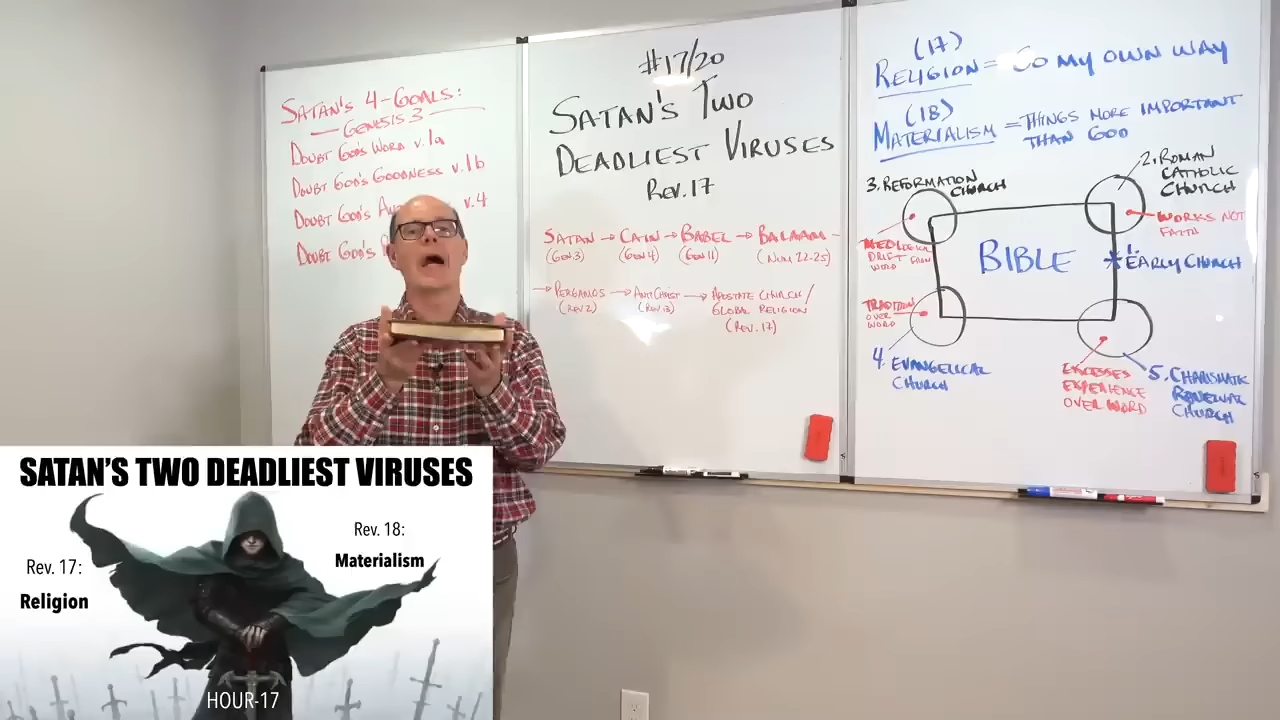 SATAN'S 4-GOALS:
GENESIS 3
DOUBT GOD'S WORD v.1a
DOUBT GOD'S GOODNESS v.1b
DOUBT GOD'S v.4
DOUBT GOD'S
#17/20
SATAN'S TWO
DEADLIEST VIRUSES
REV. 17
SATAN → CAIN → BABEL → BALAAM
(GEN 3) (GEN 4) (GEN 11) (NUM 22-25)
→ PERGAMOS → ANTICHRIST → APOSTATE CHURCH/
GLOBAL RELIGION
(REV 2) (REV. 13) (REV. 17)
(17)
RELIGION = GO MY OWN WAY
(18)
MATERIALISM = THINGS MORE IMPORTANT
THAN GOD
3. REFORMATION
CHURCH
2. ROMAN
CATHOLIC
CHURCH
WORKS NOT
FAITH
DRIFT FROM
WORD
BIBLE
1.
EARLY CHURCH
TRADITION
OVER
WORD
4. EVANGELICAL
CHURCH
EXCESSES
EXPERIENCE
OVER WORD
5. CHARISMATIC
RENEWAL
CHURCH
SATAN'S TWO DEADLIEST VIRUSES
Rev. 18:
Materialism
Rev. 17:
Religion
HOUR-17